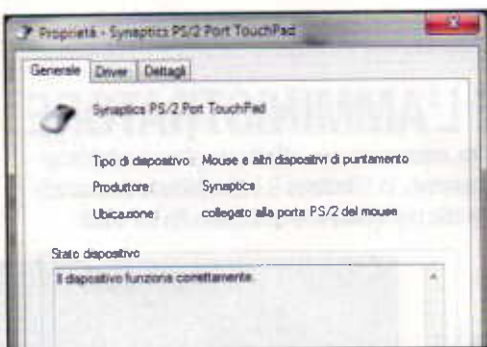 Proprietà - Synaptics PS/2 Port TouchPad
Generale Driver Dettagli
Synaptics PS/2 Port TouchPad
Tipo di dispositivo Mouse e altri dispositivi di puntamento
Produttore Synaptics
Ubicazione collegato alla porta PS/2 del mouse
Stato dispositivo
Il dispositivo funziona correttamente.